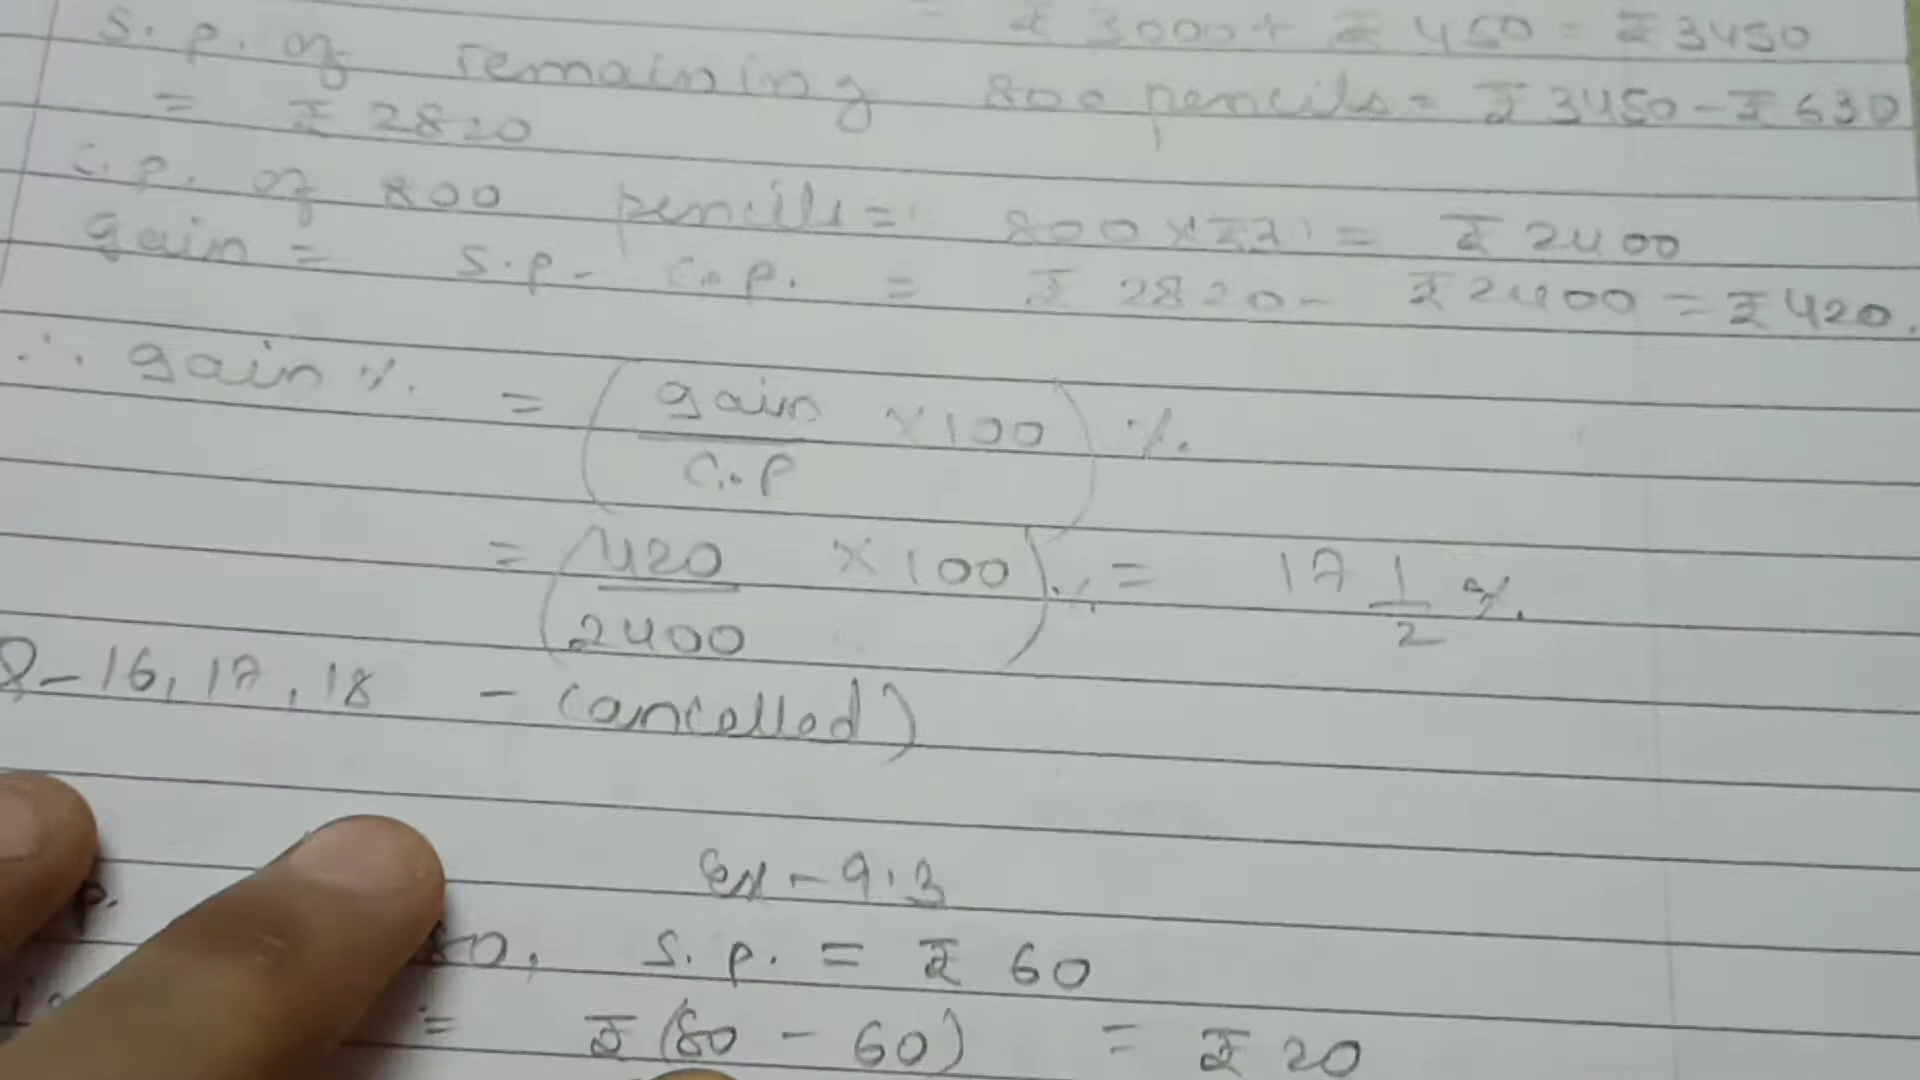 = ₹ 3000 + ₹ 450 = ₹ 3450
S.P. of remaining 800 pencils = ₹ 3450 - ₹ 630
= ₹ 2820
C.P. of 800 pencils = 800 × ₹ 3 = ₹ 2400
gain = S.P - C.P. = ₹ 2820 - ₹ 2400 = ₹ 420.
∴ gain % = (gain/C.P × 100) %.
= (420/2400 × 100) % = 17 1/2 %.
Q-16, 17, 18 - cancelled)
Ex-9.3
P. 80, S.P. = ₹ 60
= ₹ (80 - 60) = ₹ 20